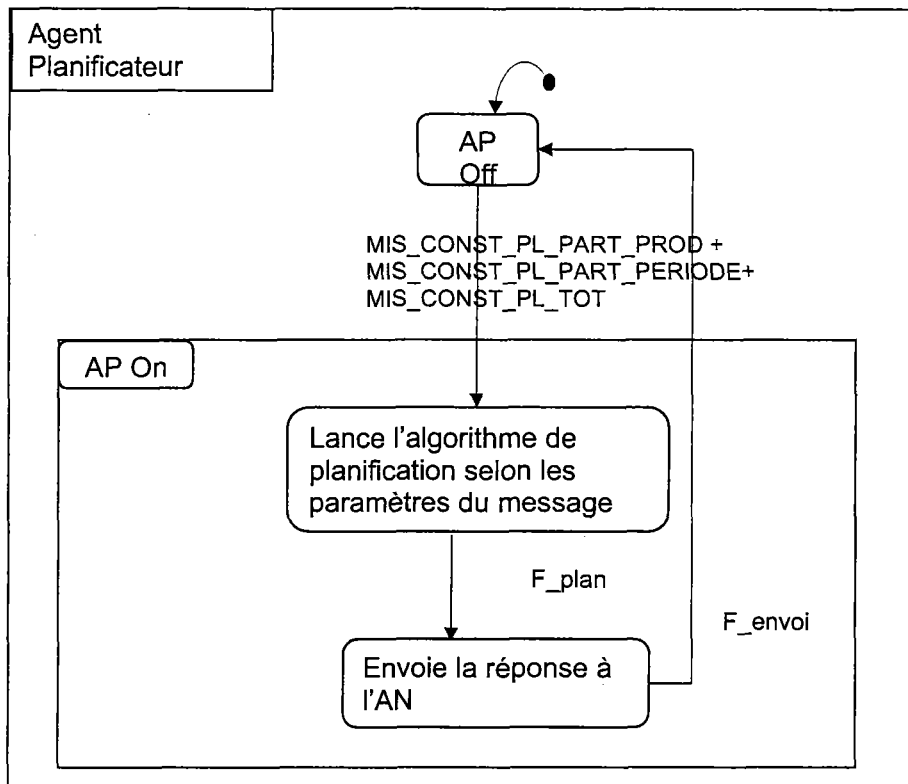 Agent
Planificateur
AP
Off
MIS_CONST_PL_PART_PROD +
MIS_CONST_PL_PART_PERIODE+
MIS_CONST_PL_TOT
AP On
Lance l'algorithme de
planification selon les
paramètres du message
F_plan
F_envoi
Envoie la réponse à
l'AN